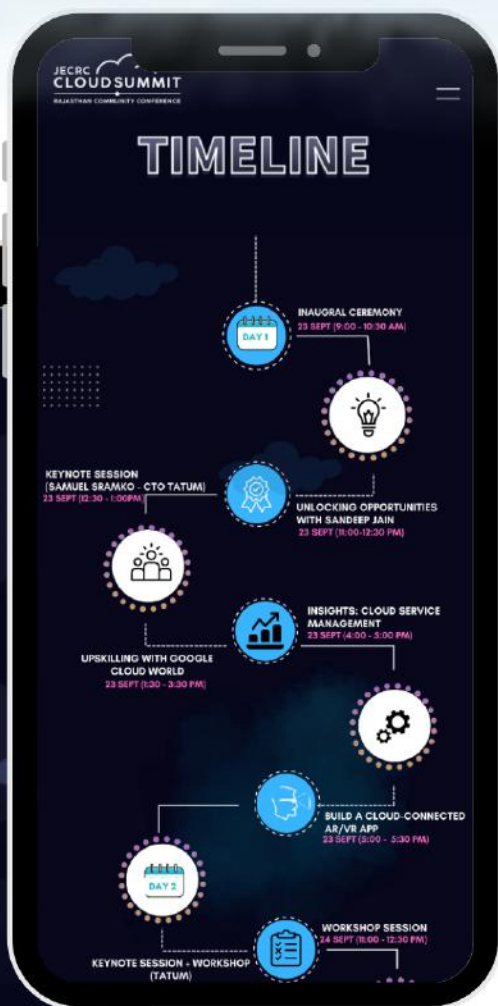 JECRC
CLOUDSUMMIT
RAJASTHAN COMMUNITY CONFERENCE
TIMELINE
DAY 1
INAUGRAL CEREMONY
23 SEPT (9:00 - 10:30 AM)
KEYNOTE SESSION
(SAMUEL SRAMKO - CTO TATUM)
23 SEPT (12:30 - 1:00PM)
UNLOCKING OPPORTUNITIES
WITH SANDEEP JAIN
23 SEPT (11:00-12:30 PM)
INSIGHTS: CLOUD SERVICE
MANAGEMENT
23 SEPT (4:00 - 5:00 PM)
UPSKILLING WITH GOOGLE
CLOUD WORLD
23 SEPT (1:30 - 3:30 PM)
BUILD A CLOUD-CONNECTED
AR/VR APP
23 SEPT (5:00 - 5:30 PM)
DAY 2
WORKSHOP SESSION
24 SEPT (11:00 - 12:30 PM)
KEYNOTE SESSION + WORKSHOP
(TATUM)